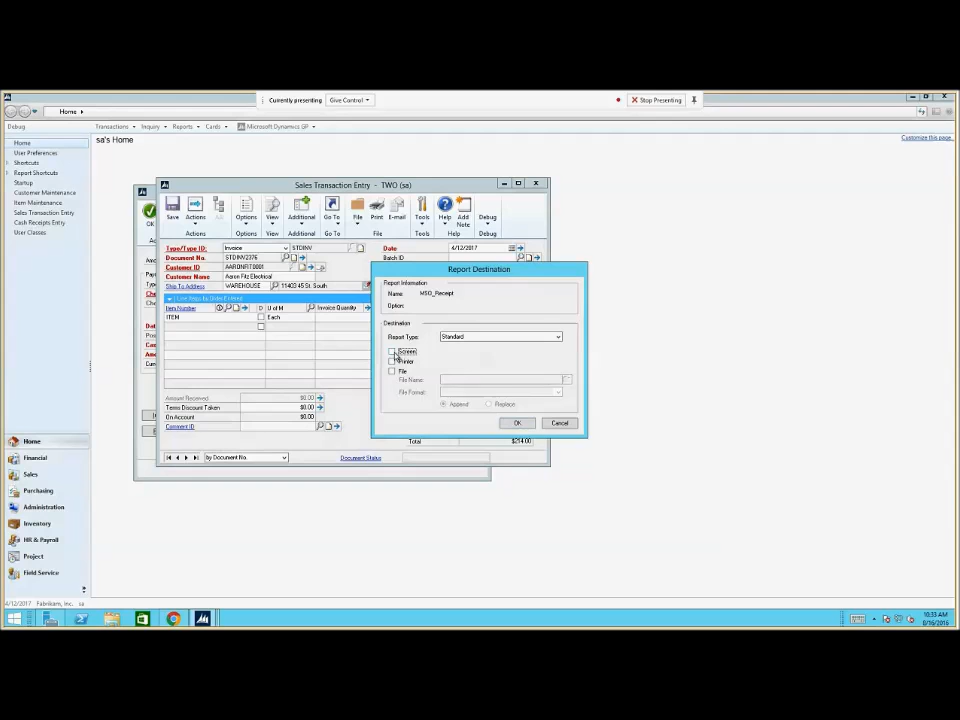 Currently presenting Give Control Stop Presenting
Home
Debug Transactions Inquiry Reports Cards Microsoft Dynamics GP
Home
User Preferences
Shortcuts
Report Shortcuts
Startup
Customer Maintenance
Item Maintenance
Sales Transaction Entry
Cash Receipts Entry
User Classes
sa's Home
Customize this page...
Sales Transaction Entry - TWO (sa)
Save Actions Options View Additional Go To File Print E-mail Tools Help Add Note Debug
Actions Options View Additional Go To File Tools Help Debug
Type/Type ID: Invoice STDINV Date 4/12/2017
Document No. STDINV2376 Batch ID
Customer ID AARONFIT0001
Customer Name Aaron Fitz Electrical
Ship To Address WAREHOUSE 11403 45 St. South
Line Items by Order Entered
Item Number D U of M Invoice Quantity
ITEM Each
Amount Received $0.00
Terms Discount Taken $0.00
On Account $0.00
Comment ID
Total $214.00
by Document No. Document Status
Report Destination
Report Information
Name: MSO_Receipt
Option:
Destination
Report Type: Standard
Screen
Printer
File
File Name:
File Format:
Append Replace
OK Cancel
Home
Financial
Sales
Purchasing
Administration
Inventory
HR & Payroll
Project
Field Service
4/12/2017 Fabrikam, Inc. sa
10:33 AM
8/16/2016